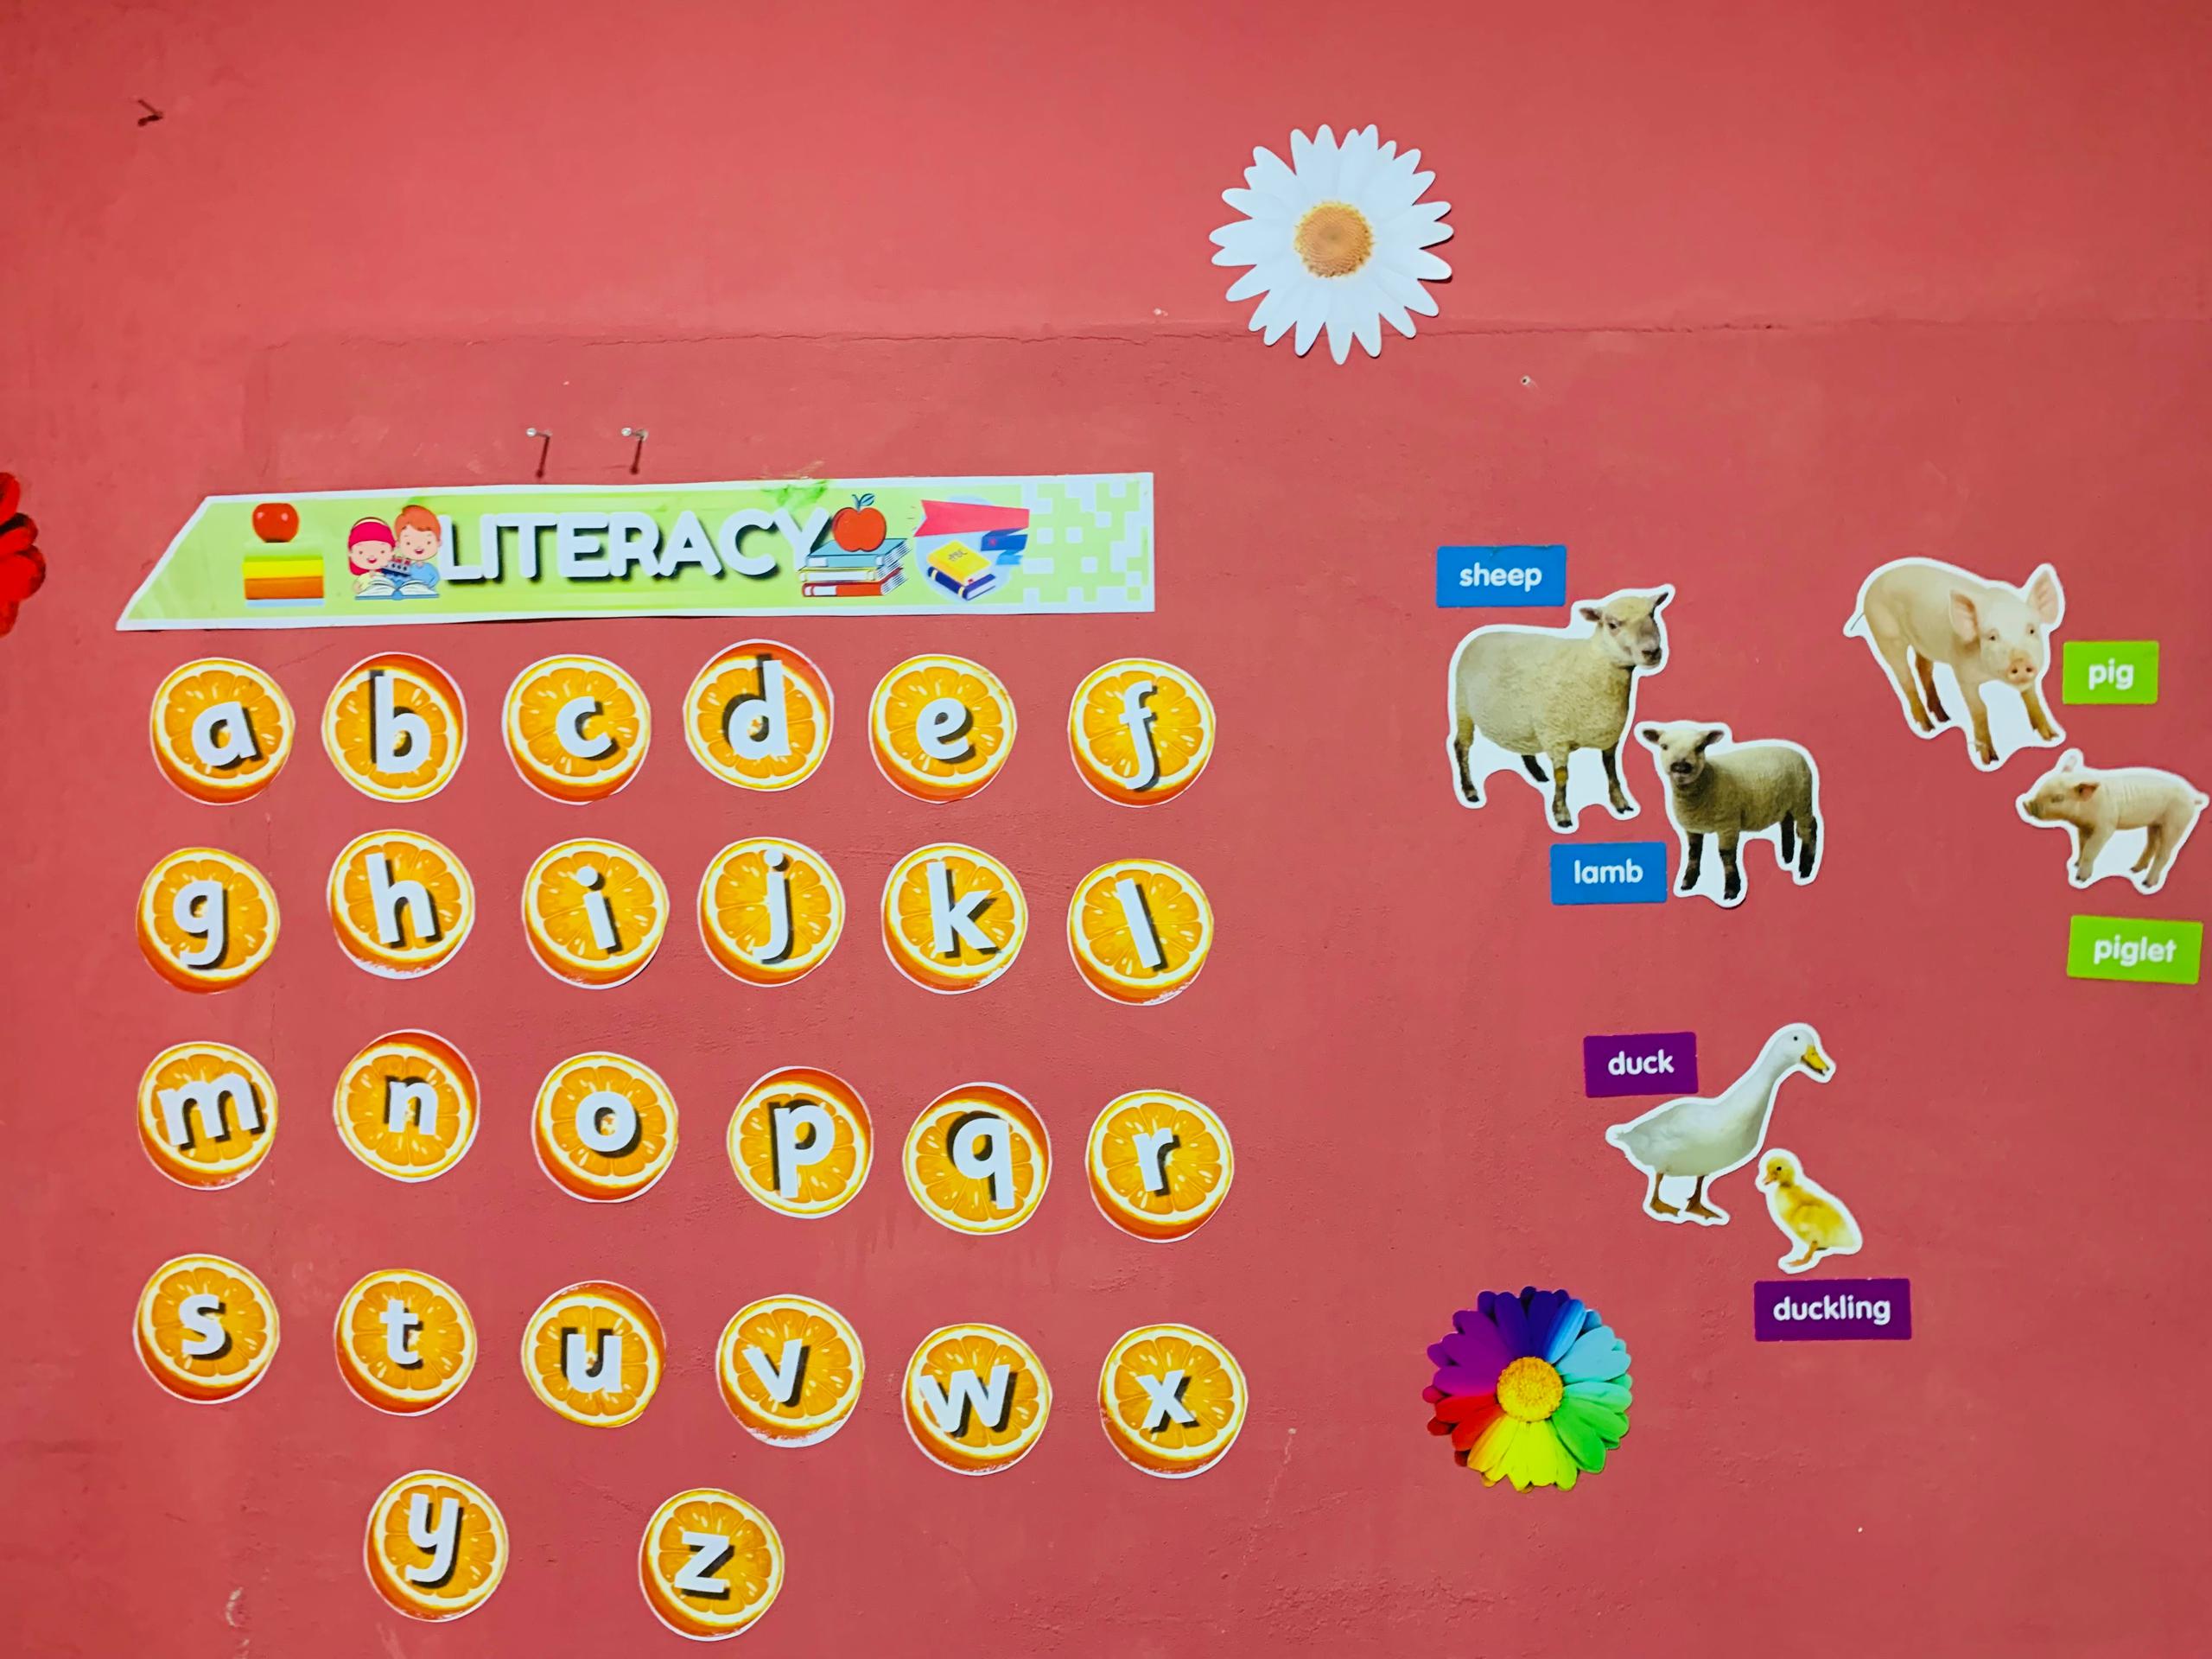 LITERACY
a b c d e f
g h i j k l
m n o p q r
s t u v w x
y z
sheep
lamb
pig
piglet
duck
duckling